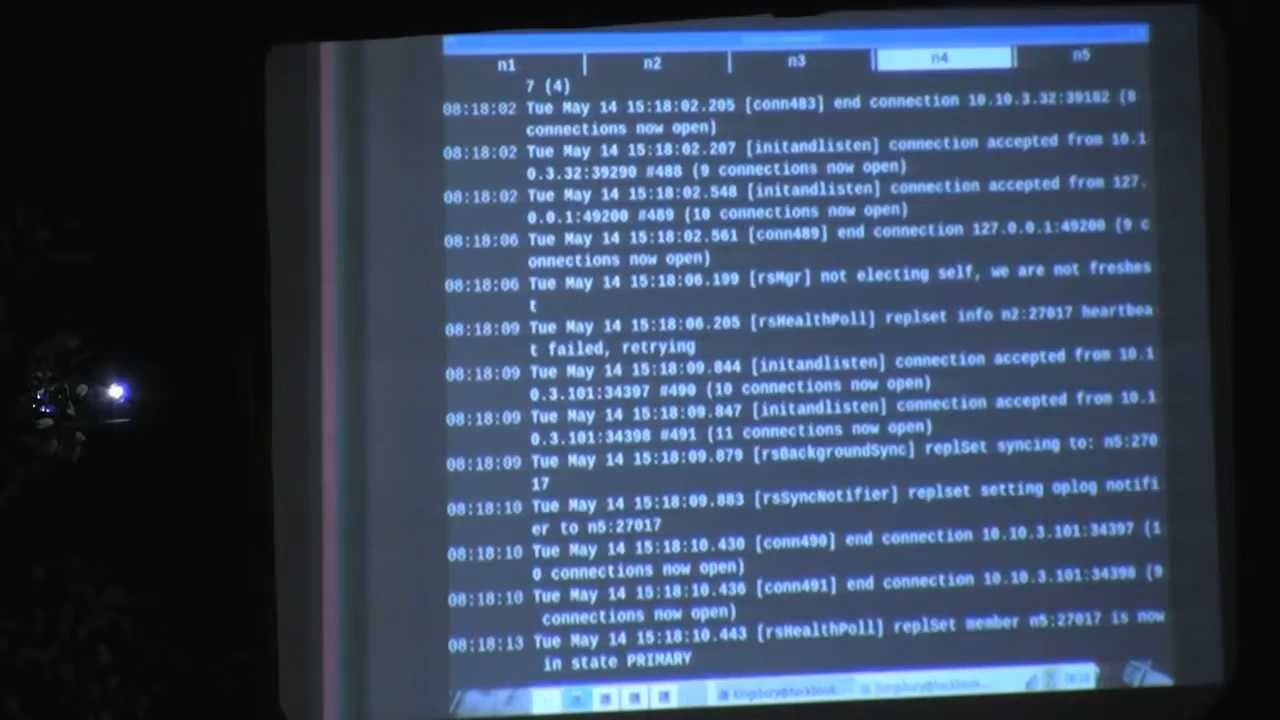 n1 n2 n3 n4 n5
7 (4)
08:18:02 Tue May 14 15:18:02.205 [conn483] end connection 10.10.3.32:39182 (8
connections now open)
08:18:02 Tue May 14 15:18:02.207 [initandlisten] connection accepted from 10.1
0.3.32:39290 #488 (9 connections now open)
08:18:02 Tue May 14 15:18:02.548 [initandlisten] connection accepted from 127.
0.0.1:49200 #489 (10 connections now open)
08:18:06 Tue May 14 15:18:02.561 [conn489] end connection 127.0.0.1:49200 (9 c
onnections now open)
08:18:06 Tue May 14 15:18:06.199 [rsMgr] not electing self, we are not freshes
t
08:18:09 Tue May 14 15:18:06.205 [rsHealthPoll] replset info n2:27017 heartbea
t failed, retrying
08:18:09 Tue May 14 15:18:09.844 [initandlisten] connection accepted from 10.1
0.3.101:34397 #490 (10 connections now open)
08:18:09 Tue May 14 15:18:09.847 [initandlisten] connection accepted from 10.1
0.3.101:34398 #491 (11 connections now open)
08:18:09 Tue May 14 15:18:09.879 [rsBackgroundSync] replSet syncing to: n5:270
17
08:18:10 Tue May 14 15:18:09.883 [rsSyncNotifier] replset setting oplog notifi
er to n5:27017
08:18:10 Tue May 14 15:18:10.430 [conn490] end connection 10.10.3.101:34397 (1
0 connections now open)
08:18:10 Tue May 14 15:18:10.436 [conn491] end connection 10.10.3.101:34398 (9
connections now open)
08:18:13 Tue May 14 15:18:10.443 [rsHealthPoll] replSet member n5:27017 is now
in state PRIMARY